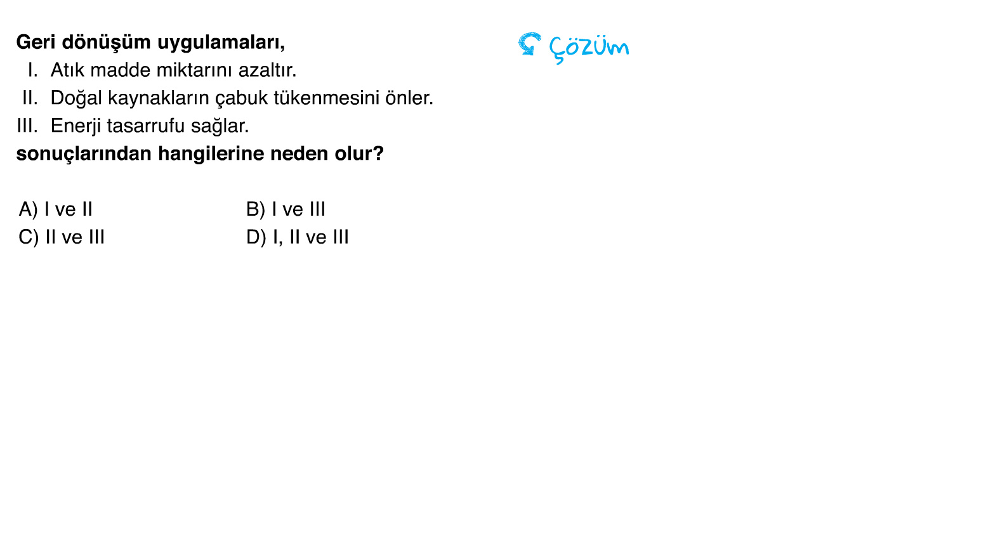 Geri dönüşüm uygulamaları,
I. Atık madde miktarını azaltır.
II. Doğal kaynakların çabuk tükenmesini önler.
III. Enerji tasarrufu sağlar.
sonuçlarından hangilerine neden olur?
A) I ve II B) I ve III
C) II ve III D) I, II ve III
Çözüm